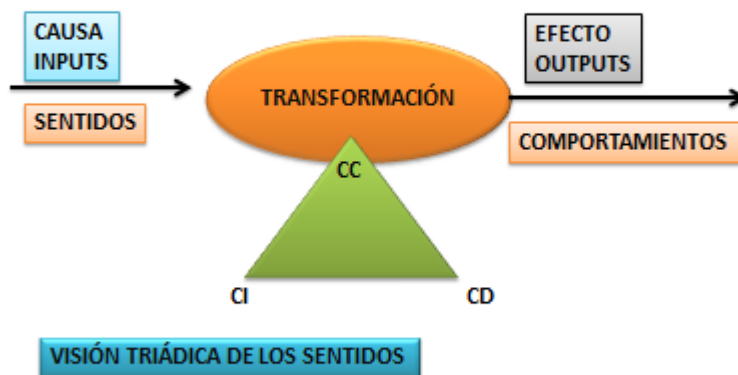 CAUSA
INPUTS
SENTIDOS
TRANSFORMACIÓN
EFECTO
OUTPUTS
COMPORTAMIENTOS
CC
CI
CD
VISIÓN TRIÁDICA DE LOS SENTIDOS